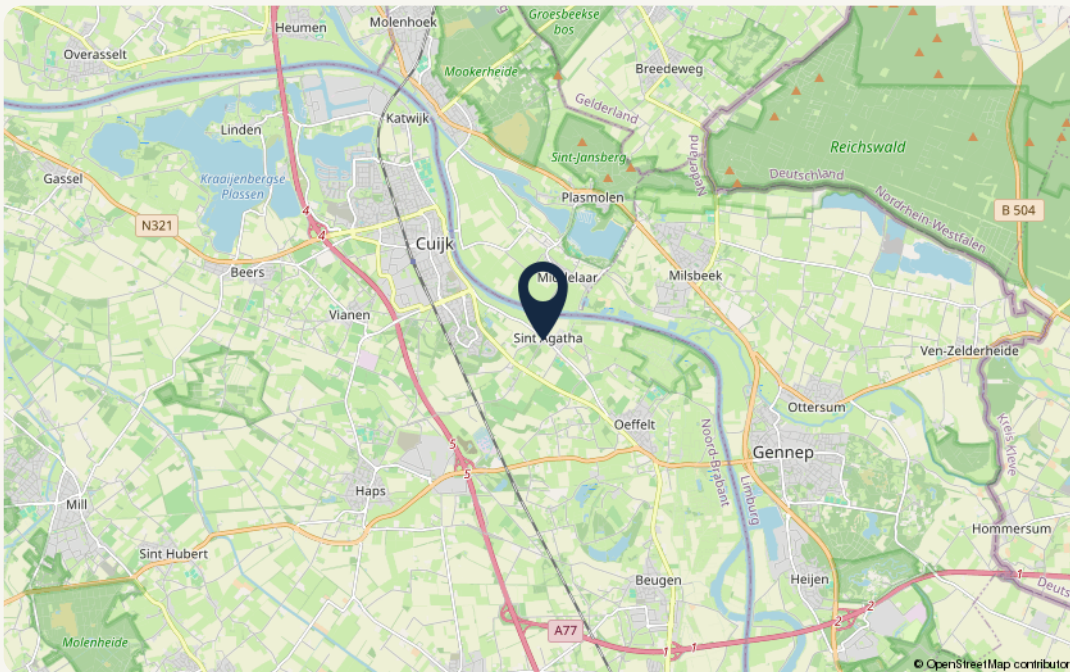 Groesbeekse
bos
Molenhoek
Heumen
Overasselt
Mookerheide
Breedeweg
Gelderland
Katwijk
Linden
Nederland
Sint-Jansberg
Reichswald
Deutschland
Gassel
Kraaijenbergse
Plassen
Plasmolen
Nordrhein-Westfalen
B 504
4
4
N321
Cuijk
Beers
Middelaar
Milsbeek
Vianen
Sint Agatha
Ven-Zelderheide
Ottersum
Oeffelt
Noord-Brabant
Limburg
Gennep
Kreis Kleve
5
5
Haps
Mill
Hommersum
Sint Hubert
Beugen
Heijen
1
2
2
A77
1
1
Molenheide
© OpenStreetMap contributor